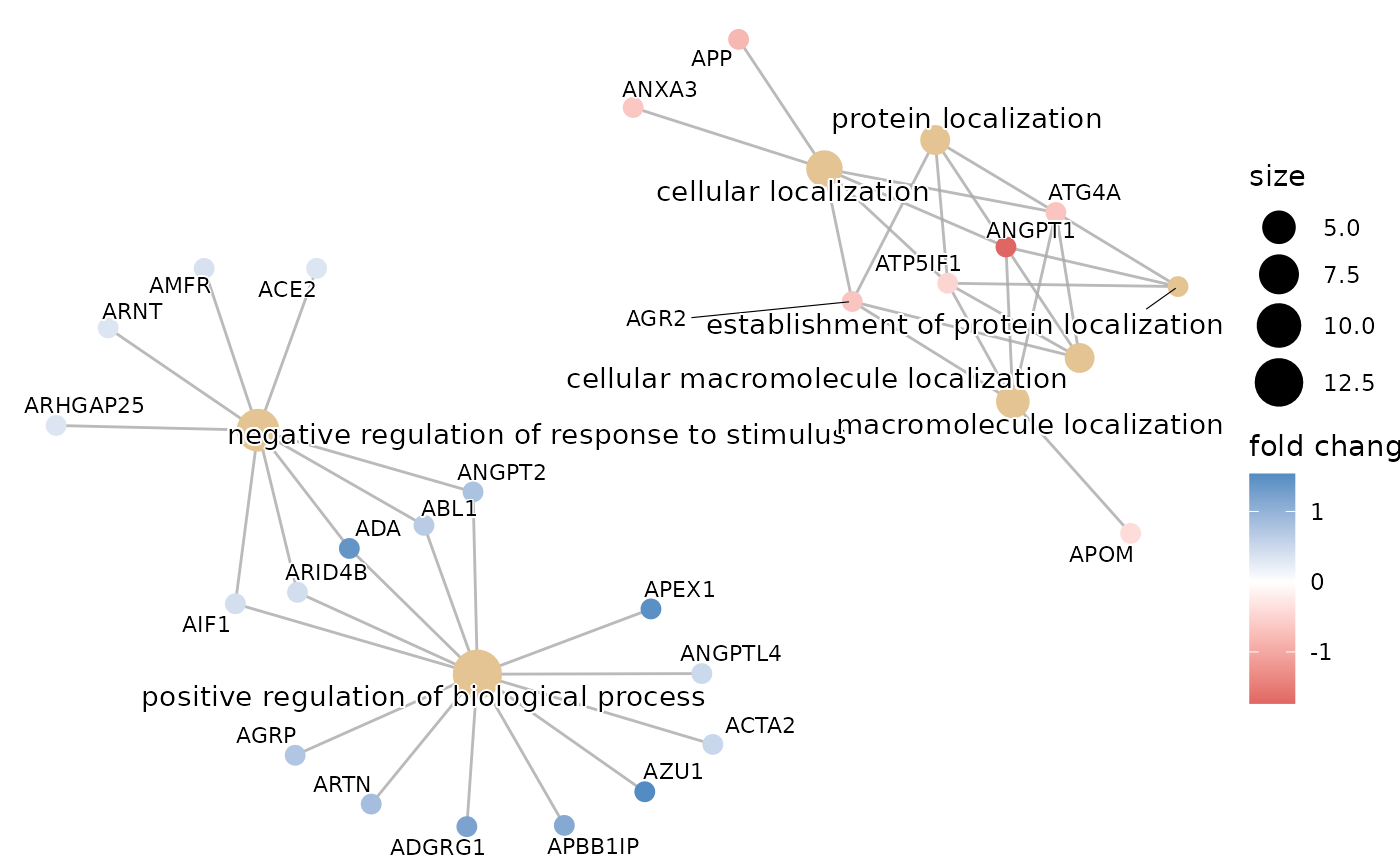 APP
ANXA3
protein localization
cellular localization
ATG4A
ANGPT1
ATP5IF1
AGR2
establishment of protein localization
cellular macromolecule localization
macromolecule localization
APOM
AMFR
ACE2
ARNT
ARHGAP25
negative regulation of response to stimulus
ANGPT2
ABL1
ADA
ARID4B
AIF1
APEX1
ANGPTL4
positive regulation of biological process
ACTA2
AGRP
AZU1
ARTN
ADGRG1
APBB1IP
size
5.0
7.5
10.0
12.5
fold chang
1
0
-1